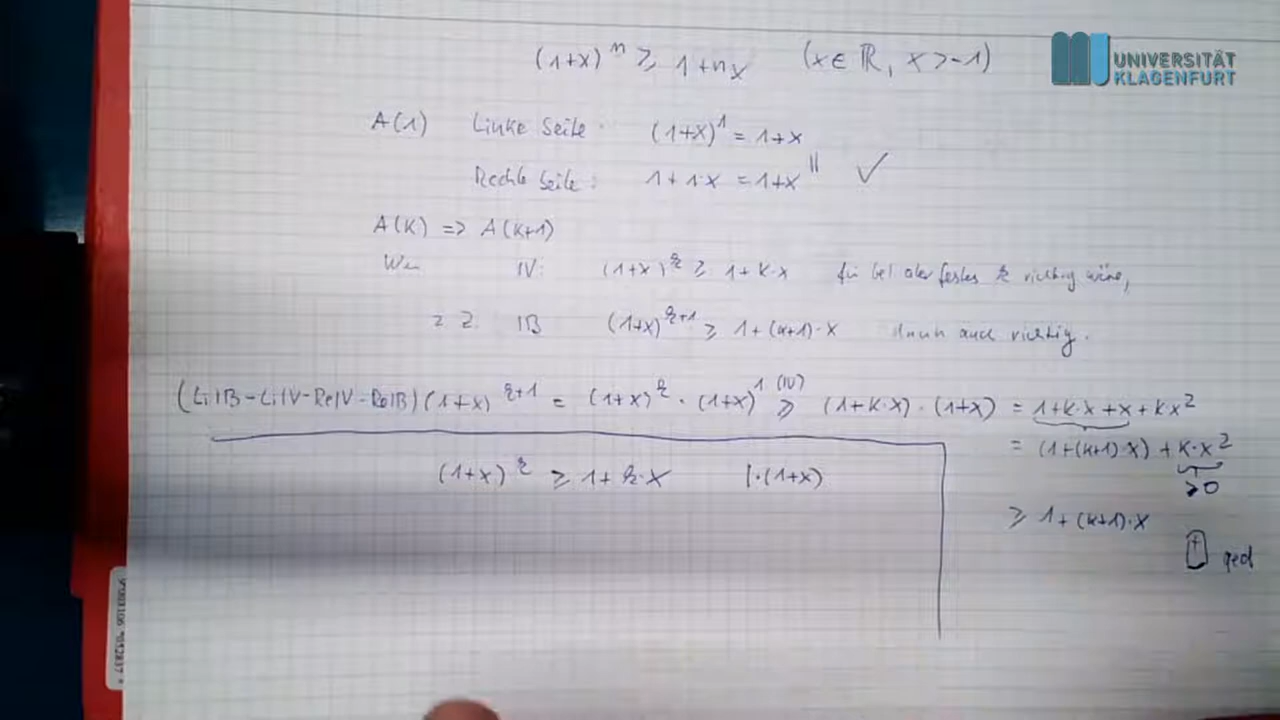 (1+x)^n ≥ 1+nx (x∈ℝ, x>-1)
UNIVERSITÄT
KLAGENFURT
A(1) Linke Seite: (1+x)^1 = 1+x
Rechte Seite: 1+1·x = 1+x || ✓
A(k) => A(k+1)
Wenn IV: (1+x)^k ≥ 1+k·x für bel aber festes k richtig wäre,
z Z. IB (1+x)^{k+1} ≥ 1+(k+1)·x dann auch richtig.
(LiIB-LiIV-ReIV-ReIB) (1+x)^{k+1} = (1+x)^k · (1+x)^1 ≥ (IV) (1+k·x)·(1+x) = 1+k·x+x+k·x^2
= (1+(k+1)·x) + k·x^2
≥0
(1+x)^k ≥ 1+k·x |·(1+x)
≥ 1+(k+1)·x
qed